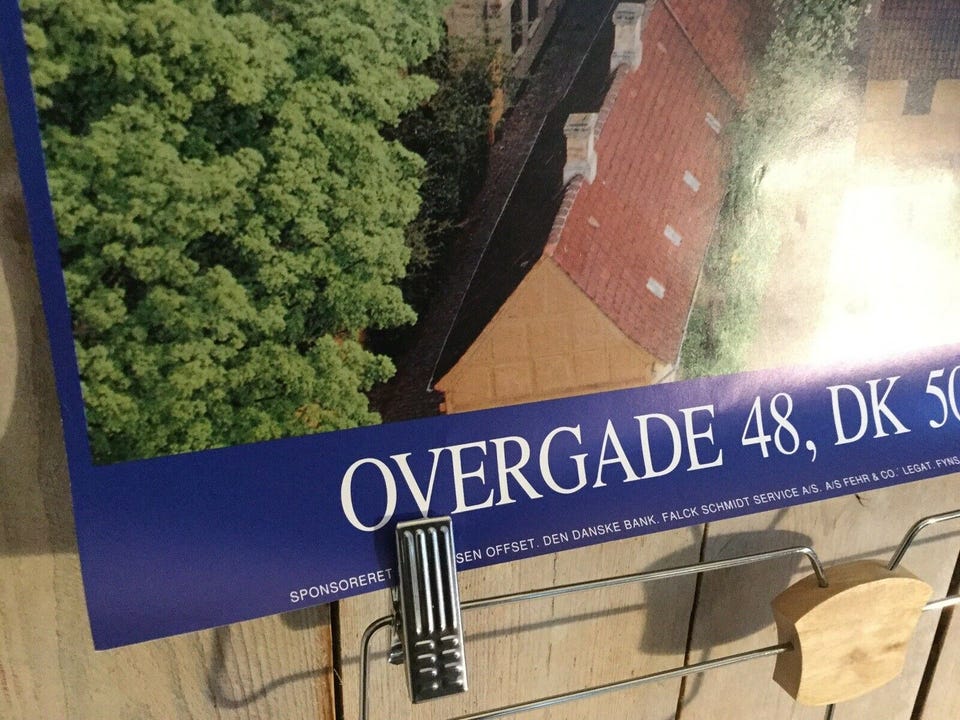 OVERGADE 48, DK 50
SPONSORERET SEN OFFSET. DEN DANSKE BANK. FALCK SCHMIDT SERVICE A/S. A/S FEHR & CO.' LEGAT. FYNS